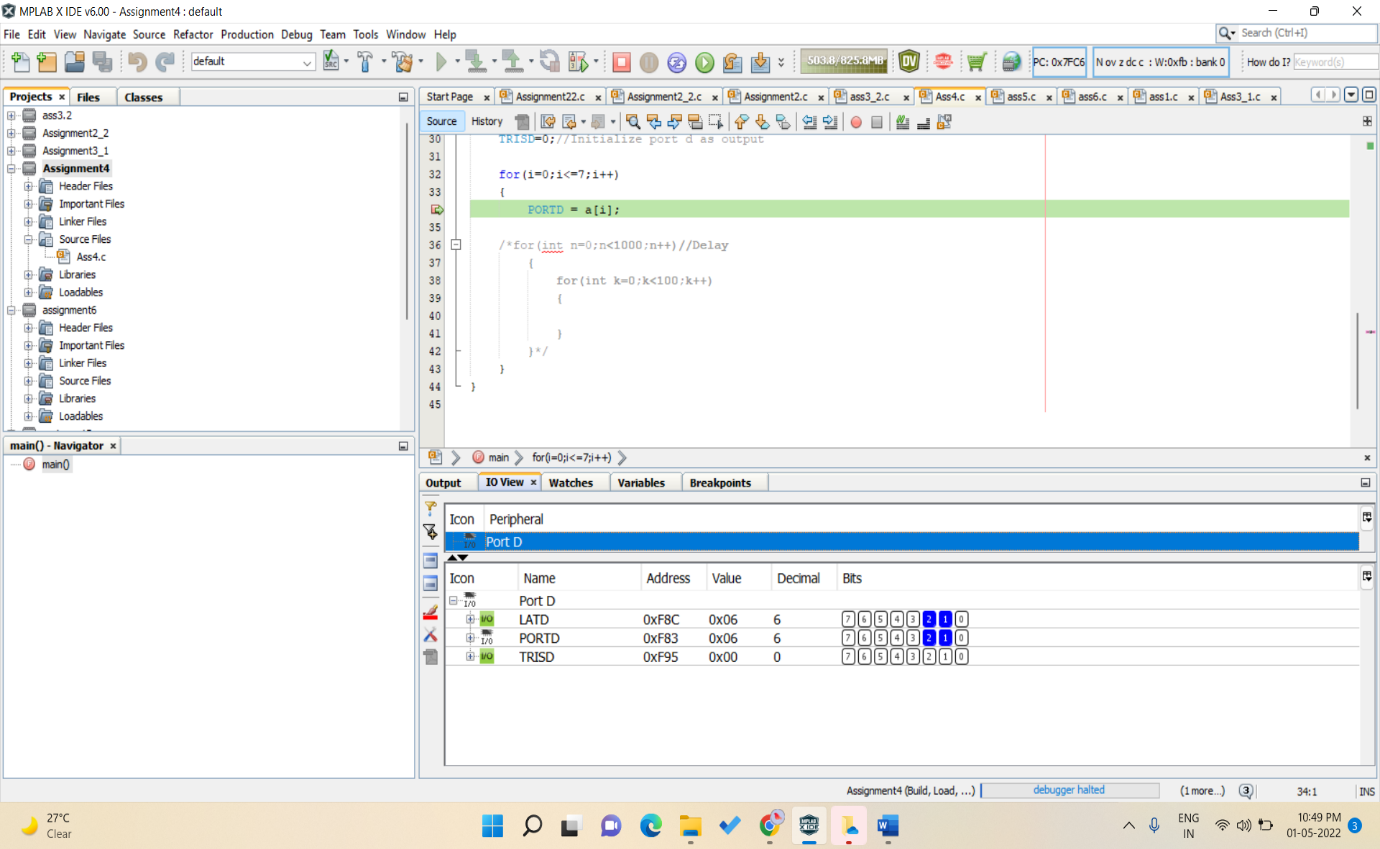 MPLAB X IDE v6.00 - Assignment4 : default
File Edit View Navigate Source Refactor Production Debug Team Tools Window Help
Search (Ctrl+I)
default
503.8/825.8MB
PC: 0x7FC6
N ov z dc c : W:0xfb : bank 0
How do I?
Keyword(s)
Projects Files Classes
Start Page Assignment22.c Assignment2_2.c Assignment2.c ass3_2.c Ass4.c ass5.c ass6.c ass1.c Ass3_1.c
Source History
ass3.2
Assignment2_2
Assignment3_1
Assignment4
Header Files
Important Files
Linker Files
Source Files
Ass4.c
Libraries
Loadables
assignment6
Header Files
Important Files
Linker Files
Source Files
Libraries
Loadables
30 TRISD=0;//Initialize port d as output
31
32 for(i=0;i<=7;i++)
33 {
PORTD = a[i];
35
36 /*for(int n=0;n<1000;n++)//Delay
37 {
38 for(int k=0;k<100;k++)
39 {
40
41 }
42 }*/
43 }
44 }
45
main() - Navigator
main()
main for(i=0;i<=7;i++)
Output IO View Watches Variables Breakpoints
Icon Peripheral
I/O Port D
Icon Name Address Value Decimal Bits
I/O Port D
I/O LATD 0xF8C 0x06 6 7 6 5 4 3 2 1 0
I/O PORTD 0xF83 0x06 6 7 6 5 4 3 2 1 0
I/O TRISD 0xF95 0x00 0 7 6 5 4 3 2 1 0
Assignment4 (Build, Load, ...) debugger halted (1 more...) 3 34:1 INS
27°C
Clear
ENG
IN
10:49 PM
01-05-2022
3